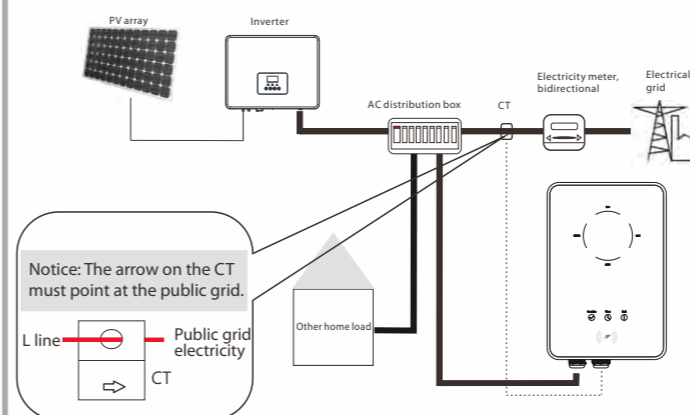 PV array
Inverter
AC distribution box
CT
Electricity meter,
bidirectional
Electrical
grid
Notice: The arrow on the CT
must point at the public grid.
L line
Public grid
electricity
CT
Other home load